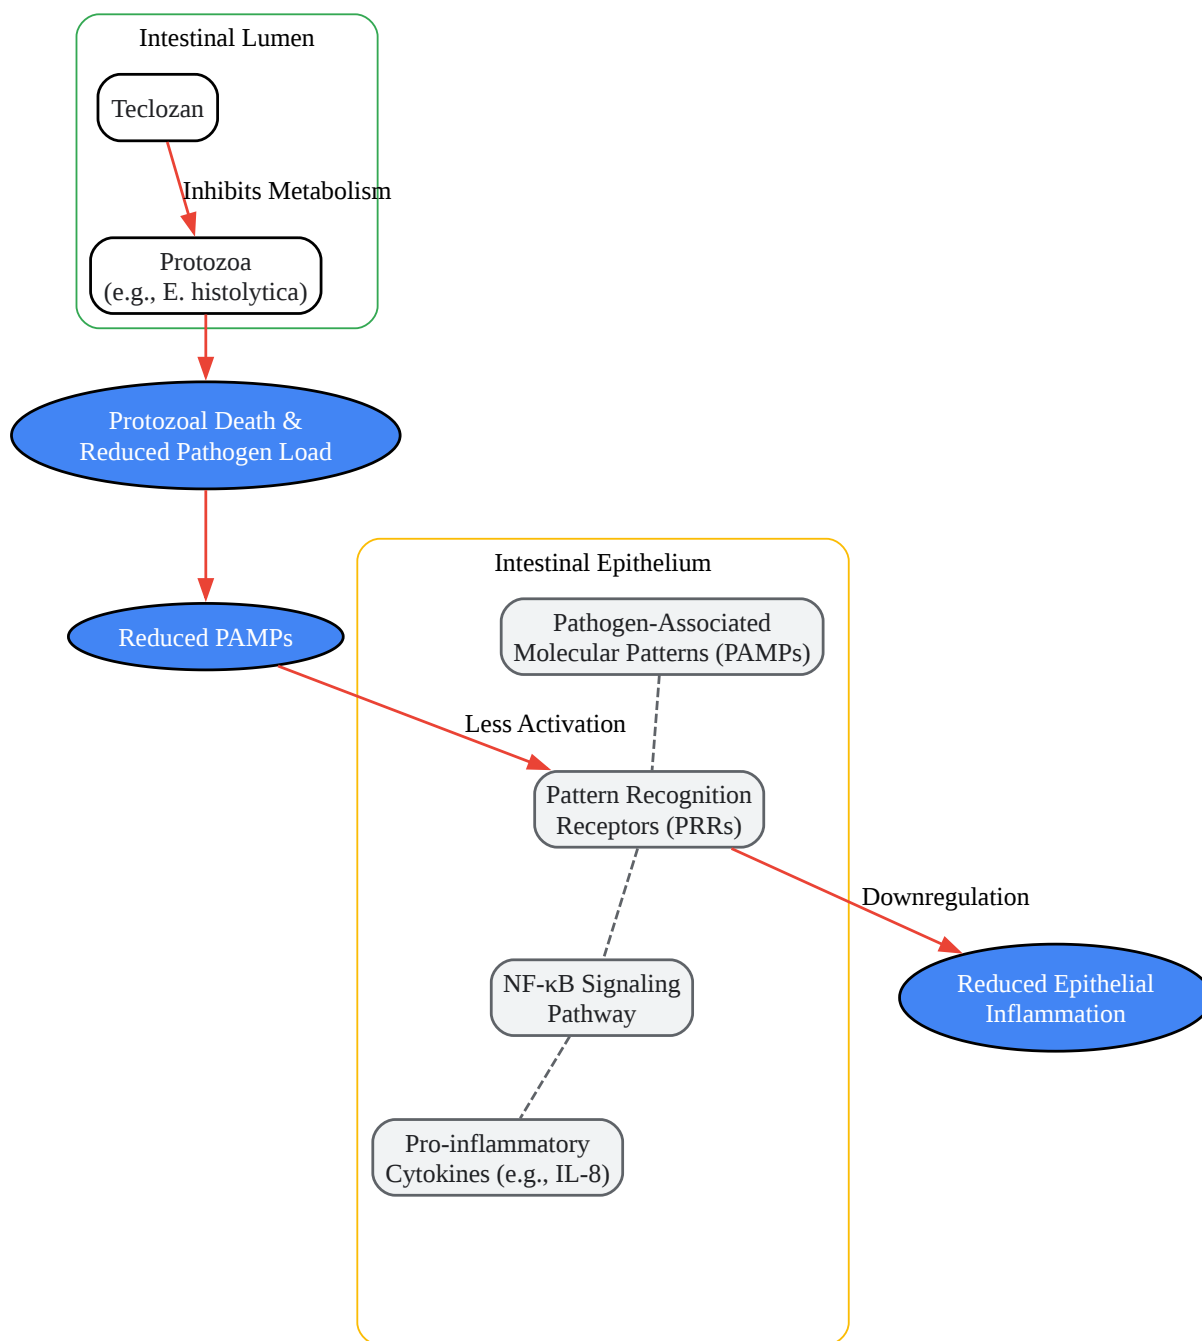 Intestinal Lumen
Teclozan
Inhibits Metabolism
Protozoa
(e.g., E. histolytica)
Protozoal Death &
Reduced Pathogen Load
Intestinal Epithelium
Pathogen-Associated
Molecular Patterns (PAMPs)
Reduced PAMPs
Less Activation
Pattern Recognition
Receptors (PRRs)
Downregulation
NF-κB Signaling
Pathway
Reduced Epithelial
Inflammation
Pro-inflammatory
Cytokines (e.g., IL-8)